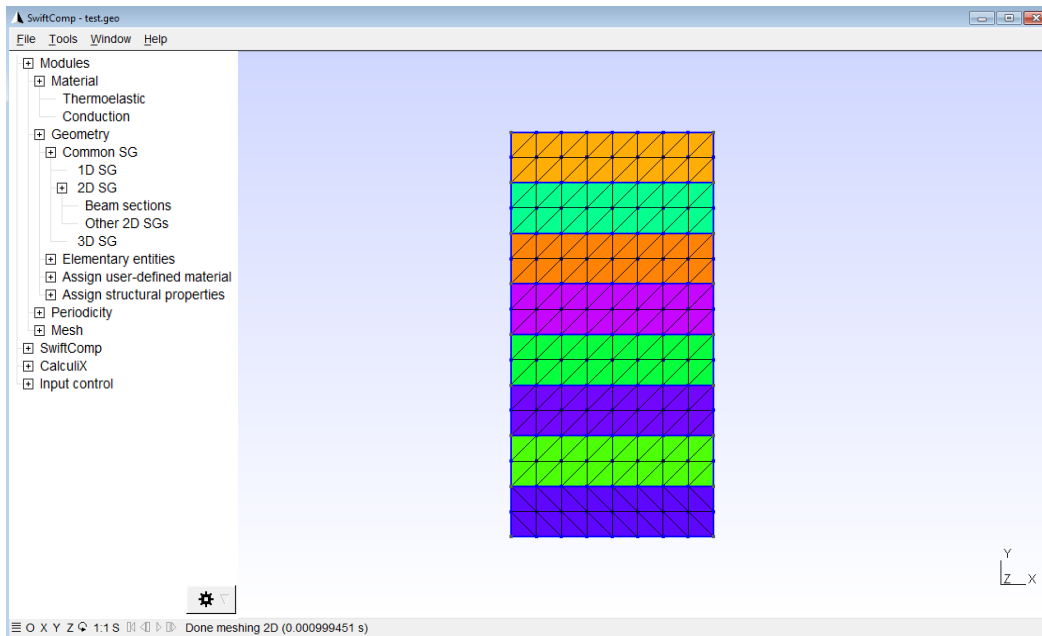 SwiftComp - test.geo
File Tools Window Help
Modules
Material
Thermoelastic
Conduction
Geometry
Common SG
1D SG
2D SG
Beam sections
Other 2D SGs
3D SG
Elementary entities
Assign user-defined material
Assign structural properties
Periodicity
Mesh
SwiftComp
CalculiX
Input control
Y
Z X
O X Y Z 1:1 S Done meshing 2D (0.000999451 s)